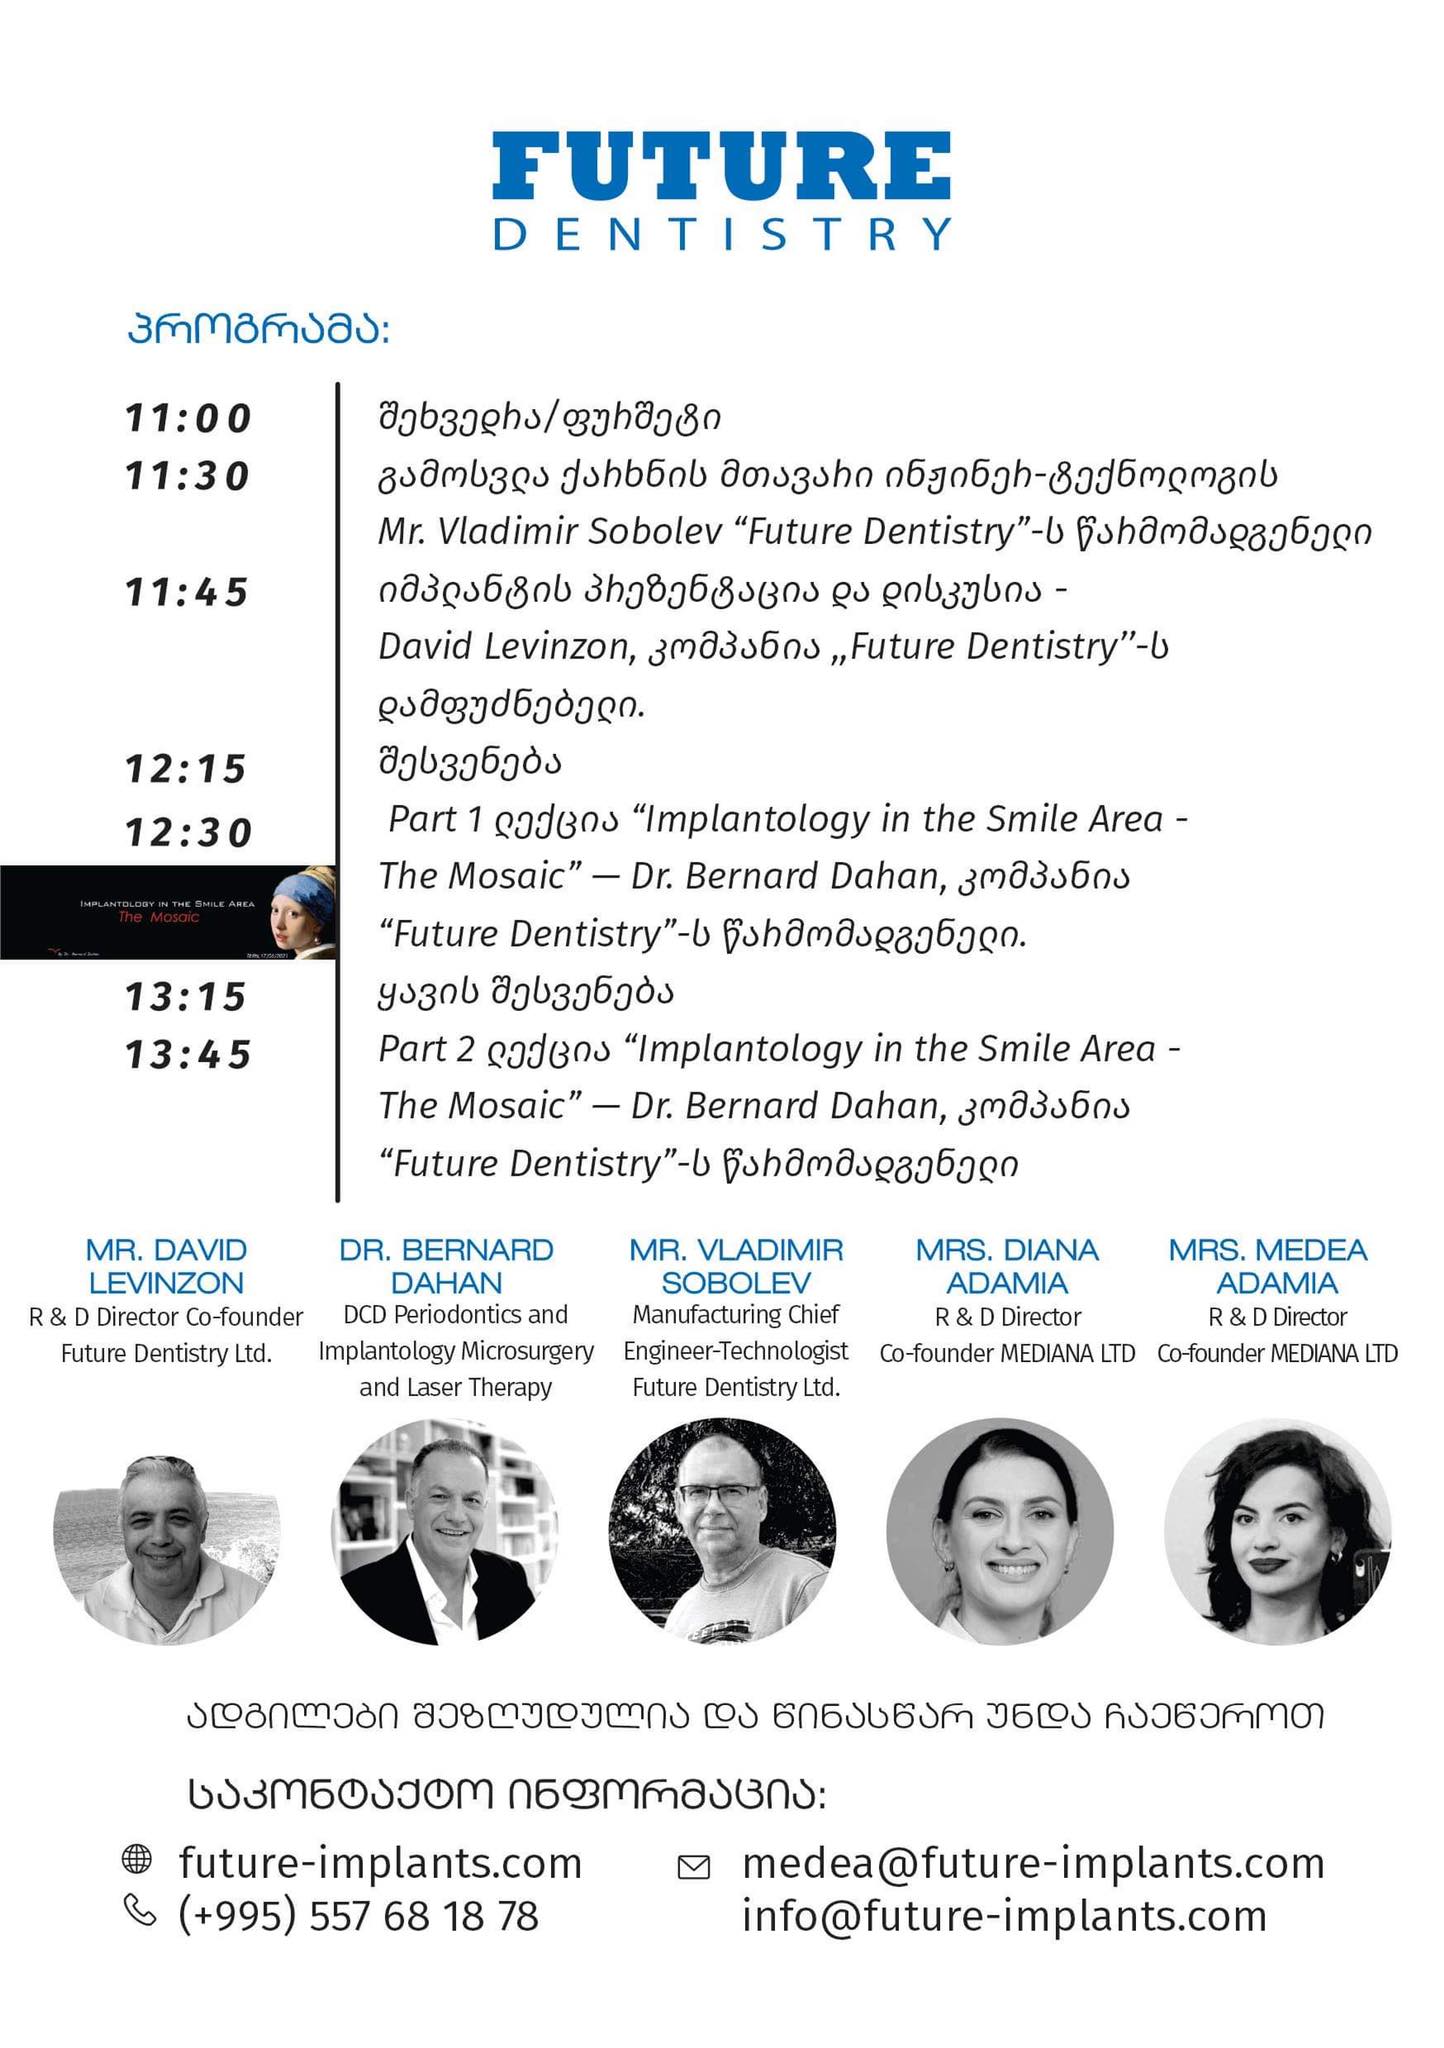 FUTURE
DENTISTRY
პროგრამა:
11:00 შეხვედრა/ფურშეტი
11:30 გამოსვლა ქარხნის მთავარი ინჟინერ-ტექნოლოგის
Mr. Vladimir Sobolev “Future Dentistry”-ს წარმომადგენელი
11:45 იმპლანტის პრეზენტაცია და დისკუსია -
David Levinzon, კომპანია „Future Dentistry’’-ს
დამფუძნებელი.
12:15 შესვენება
12:30 Part 1 ლექცია “Implantology in the Smile Area -
The Mosaic” — Dr. Bernard Dahan, კომპანია
“Future Dentistry”-ს წარმომადგენელი.
IMPLANTOLOGY IN THE SMILE AREA
The Mosaic
By Dr. Bernard Dahan
13:15 ყავის შესვენება
13:45 Part 2 ლექცია “Implantology in the Smile Area -
The Mosaic” — Dr. Bernard Dahan, კომპანია
“Future Dentistry”-ს წარმომადგენელი
MR. DAVID
LEVINZON
R & D Director Co-founder
Future Dentistry Ltd.
DR. BERNARD
DAHAN
DCD Periodontics and
Implantology Microsurgery
and Laser Therapy
MR. VLADIMIR
SOBOLEV
Manufacturing Chief
Engineer-Technologist
Future Dentistry Ltd.
MRS. DIANA
ADAMIA
R & D Director
Co-founder MEDIANA LTD
MRS. MEDEA
ADAMIA
R & D Director
Co-founder MEDIANA LTD
ადგილები შეზღუდულია და წინასწარ უნდა ჩაეწეროთ
საკონტაქტო ინფორმაცია:
future-implants.com
(+995) 557 68 18 78
medea@future-implants.com
info@future-implants.com